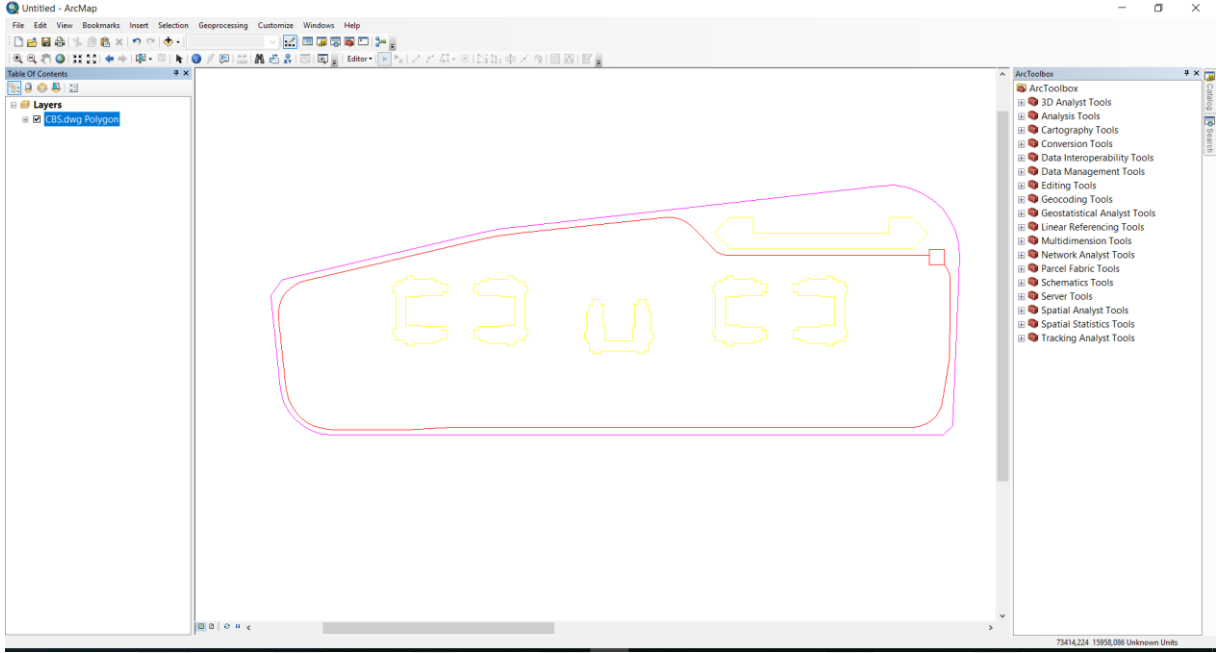 Untitled - ArcMap
File Edit View Bookmarks Insert Selection Geoprocessing Customize Windows Help
Editor
Table Of Contents
Layers
CBS.dwg Polygon
ArcToolbox
ArcToolbox
3D Analyst Tools
Analysis Tools
Cartography Tools
Conversion Tools
Data Interoperability Tools
Data Management Tools
Editing Tools
Geocoding Tools
Geostatistical Analyst Tools
Linear Referencing Tools
Multidimension Tools
Network Analyst Tools
Parcel Fabric Tools
Schematics Tools
Server Tools
Spatial Analyst Tools
Spatial Statistics Tools
Tracking Analyst Tools
Catalog
Search
73414,224 15958,086 Unknown Units